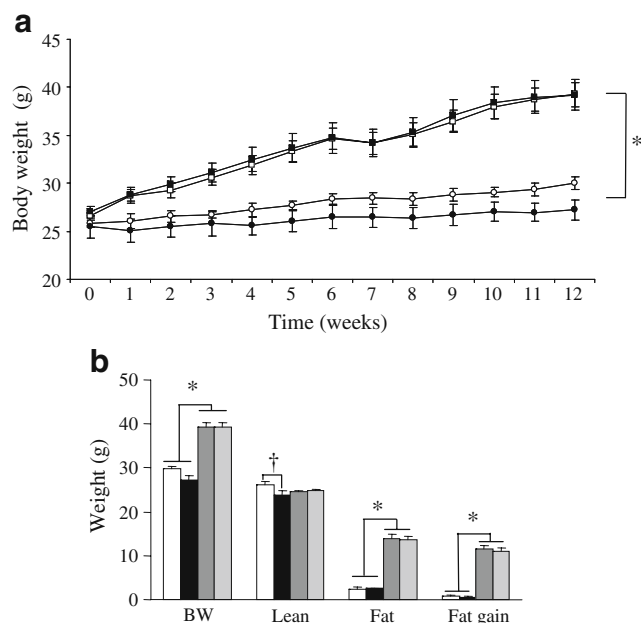 a
Body weight (g)
45
40
35
30
25
20
*
0 1 2 3 4 5 6 7 8 9 10 11 12
Time (weeks)
b
Weight (g)
50
40
30
20
10
0
*
†
*
*
BW Lean Fat Fat gain